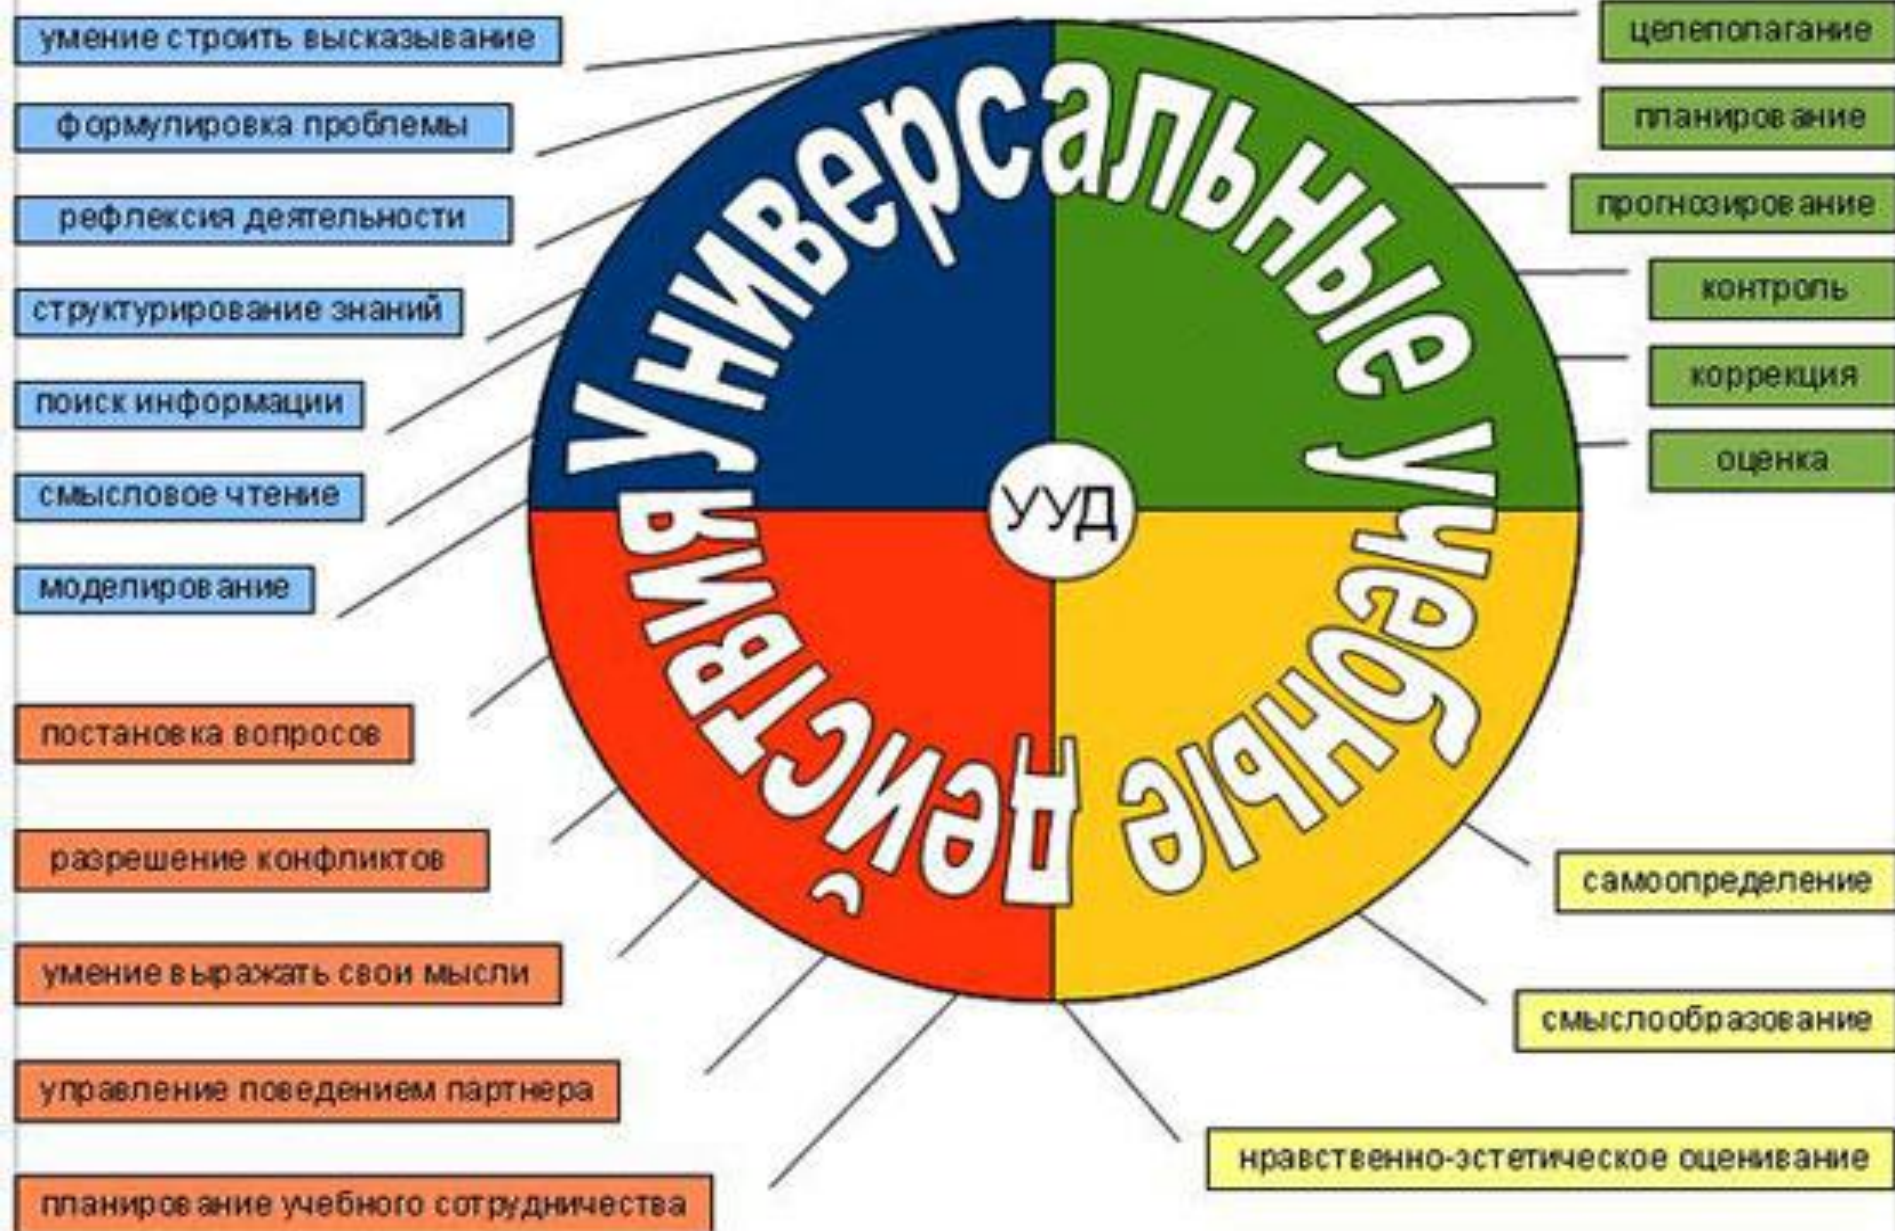 умение строить высказывание
формулировка проблемы
рефлексия деятельности
структурирование знаний
поиск информации
смысловое чтение
моделирование
постановка вопросов
разрешение конфликтов
умение выражать свои мысли
управление поведением партнера
планирование учебного сотрудничества
Универсальные учебные действия
УУД
целеполагание
планирование
прогнозирование
контроль
коррекция
оценка
самоопределение
смыслообразование
нравственно-эстетическое оценивание